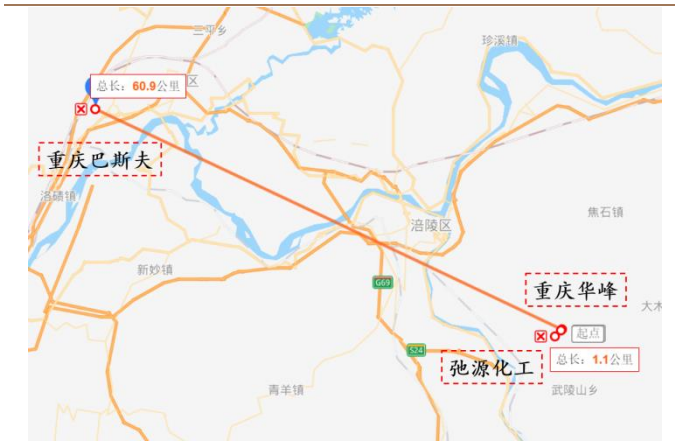 三平乡
珍溪镇
总长：60.9公里
区
重庆巴斯夫
洛碛镇
涪陵区
焦石镇
新妙镇
G69
重庆华峰
大木
起点
S24
弛源化工
总长：1.1公里
青羊镇
武陵山乡